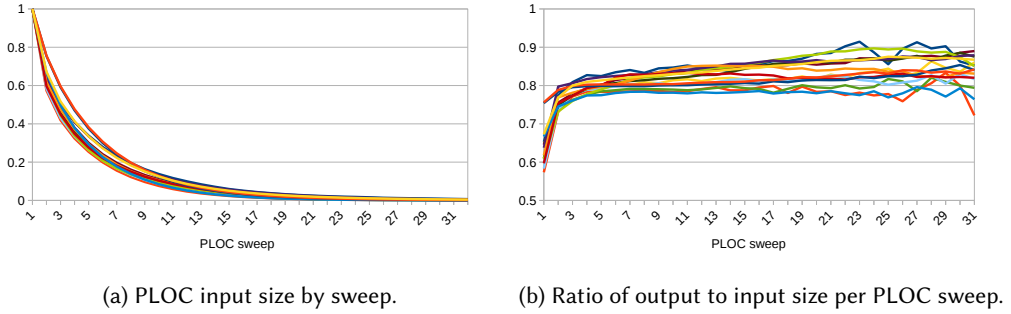 1
0.8
0.6
0.4
0.2
0
1 3 5 7 9 11 13 15 17 19 21 23 25 27 29 31
PLOC sweep
(a) PLOC input size by sweep.
1
0.9
0.8
0.7
0.6
0.5
1 3 5 7 9 11 13 15 17 19 21 23 25 27 29 31
PLOC sweep
(b) Ratio of output to input size per PLOC sweep.